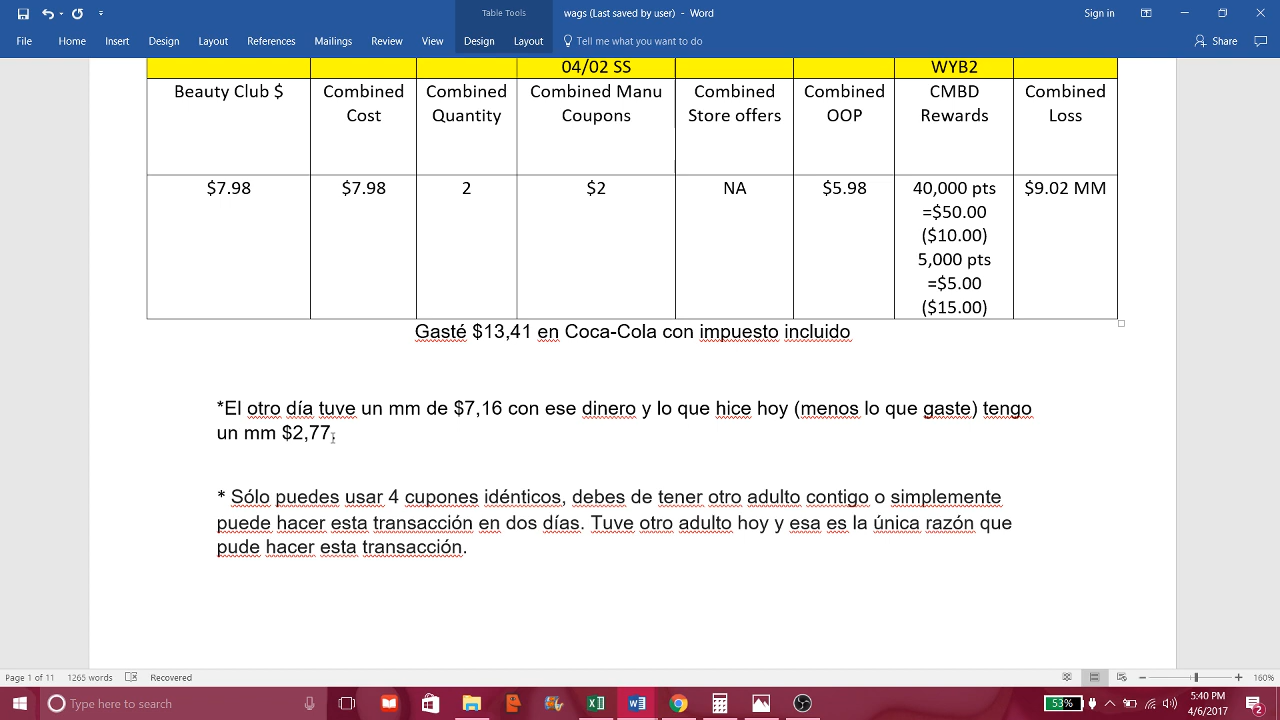 Table Tools
wags (Last saved by user) - Word
Sign in
File Home Insert Design Layout References Mailings Review View Design Layout Tell me what you want to do Share
04/02 SS WYB2
Beauty Club $ Combined Cost Combined Quantity Combined Manu Coupons Combined Store offers Combined OOP CMBD Rewards Combined Loss
$7.98 $7.98 2 $2 NA $5.98 40,000 pts $9.02 MM
=$50.00
($10.00)
5,000 pts
=$5.00
($15.00)
Gasté $13,41 en Coca-Cola con impuesto incluido
*El otro día tuve un mm de $7,16 con ese dinero y lo que hice hoy (menos lo que gaste) tengo
un mm $2,77.
* Sólo puedes usar 4 cupones idénticos, debes de tener otro adulto contigo o simplemente
puede hacer esta transacción en dos días. Tuve otro adulto hoy y esa es la única razón que
pude hacer esta transacción.
Page 1 of 11 1265 words Recovered 160%
Type here to search
53%
5:40 PM
4/6/2017